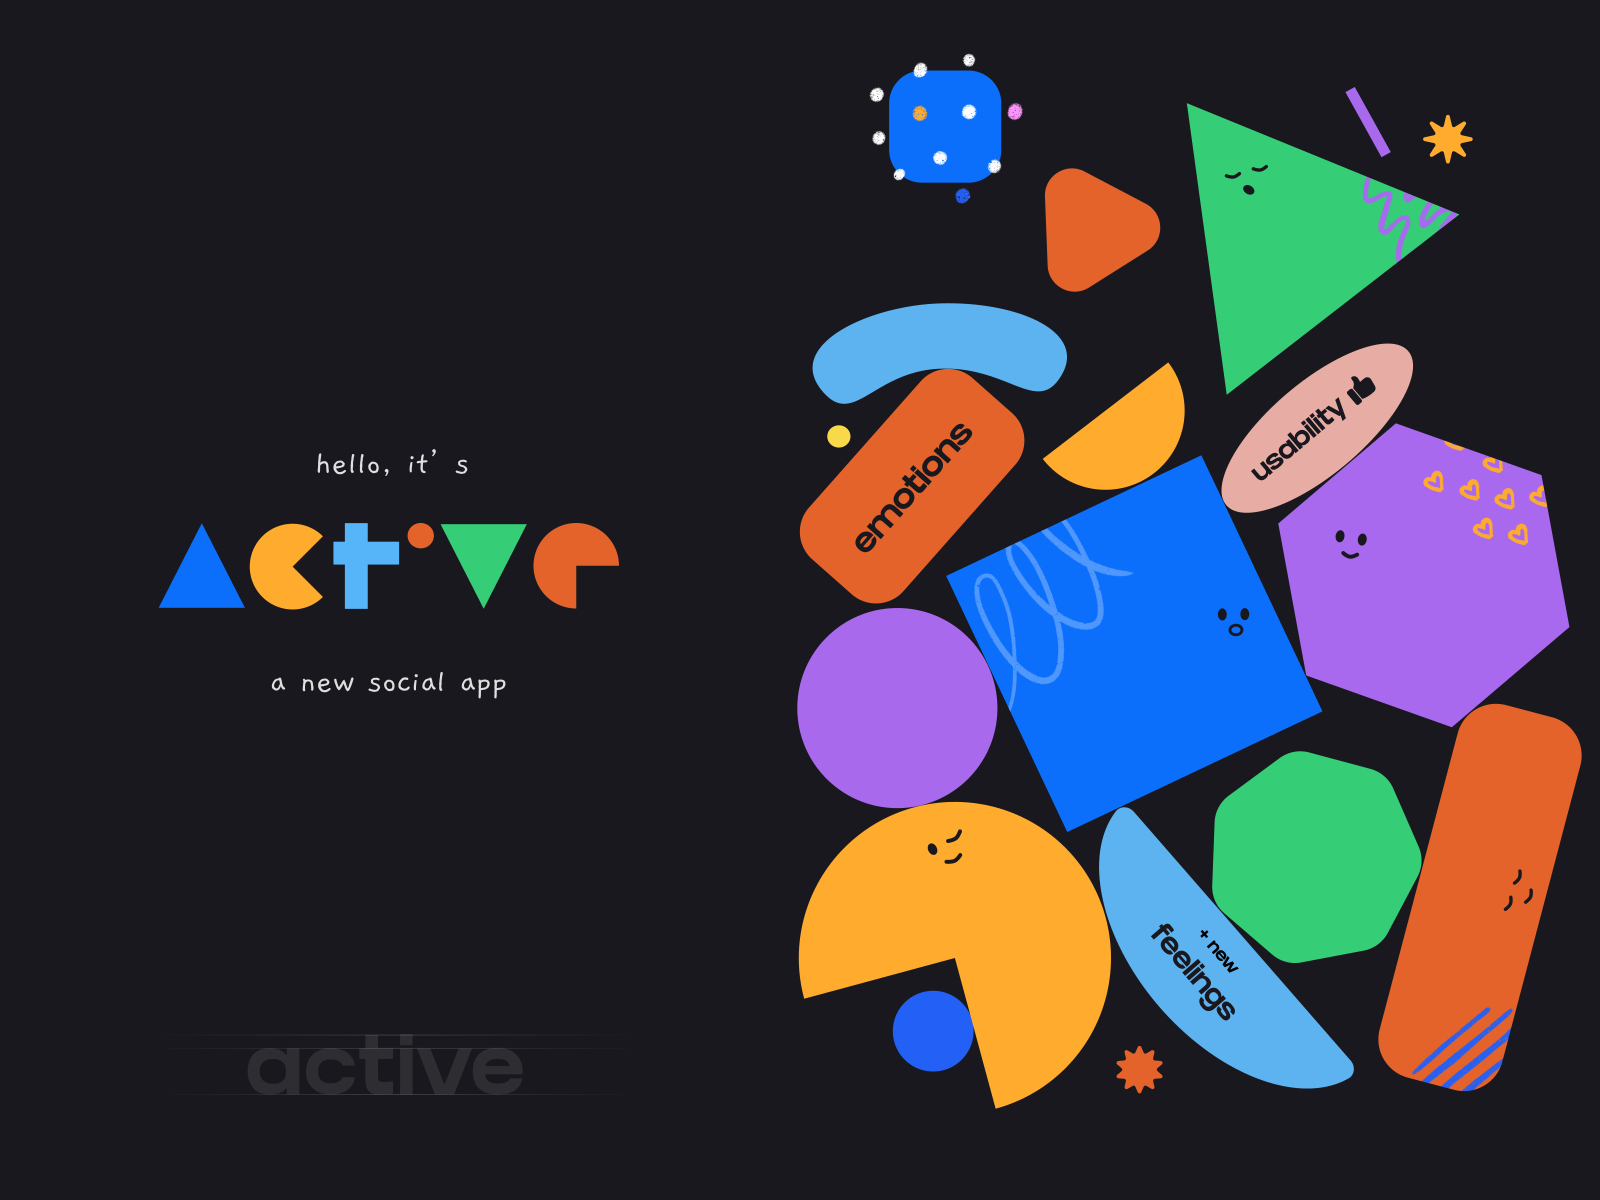 hello, it's
active
a new social app
active
emotions
usability
+ new
feelings